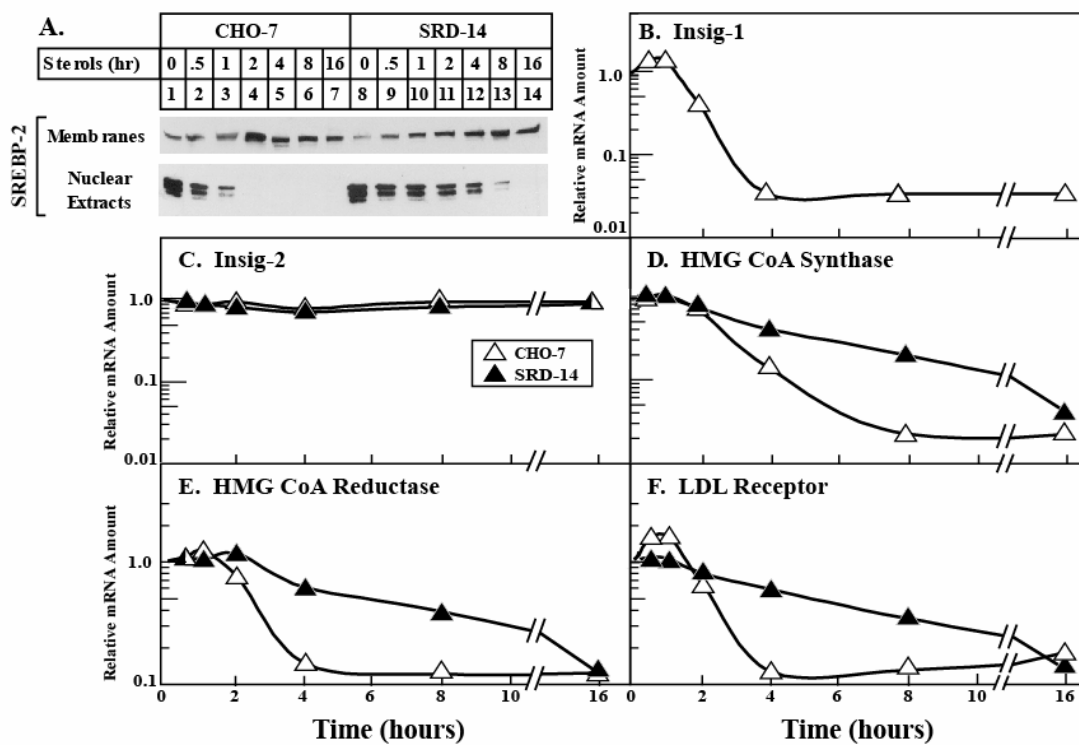 A.
CHO-7 SRD-14
Sterols (hr) 0 .5 1 2 4 8 16 0 .5 1 2 4 8 16
1 2 3 4 5 6 7 8 9 10 11 12 13 14
SREBP-2
Membranes
Nuclear
Extracts
B. Insig-1
Relative mRNA Amount
1.0
0.1
0.01
C. Insig-2
Relative mRNA Amount
1.0
0.1
0.01
CHO-7
SRD-14
D. HMG CoA Synthase
E. HMG CoA Reductase
Relative mRNA Amount
1.0
0.1
0 2 4 6 8 10 16
Time (hours)
F. LDL Receptor
0 2 4 6 8 10 16
Time (hours)